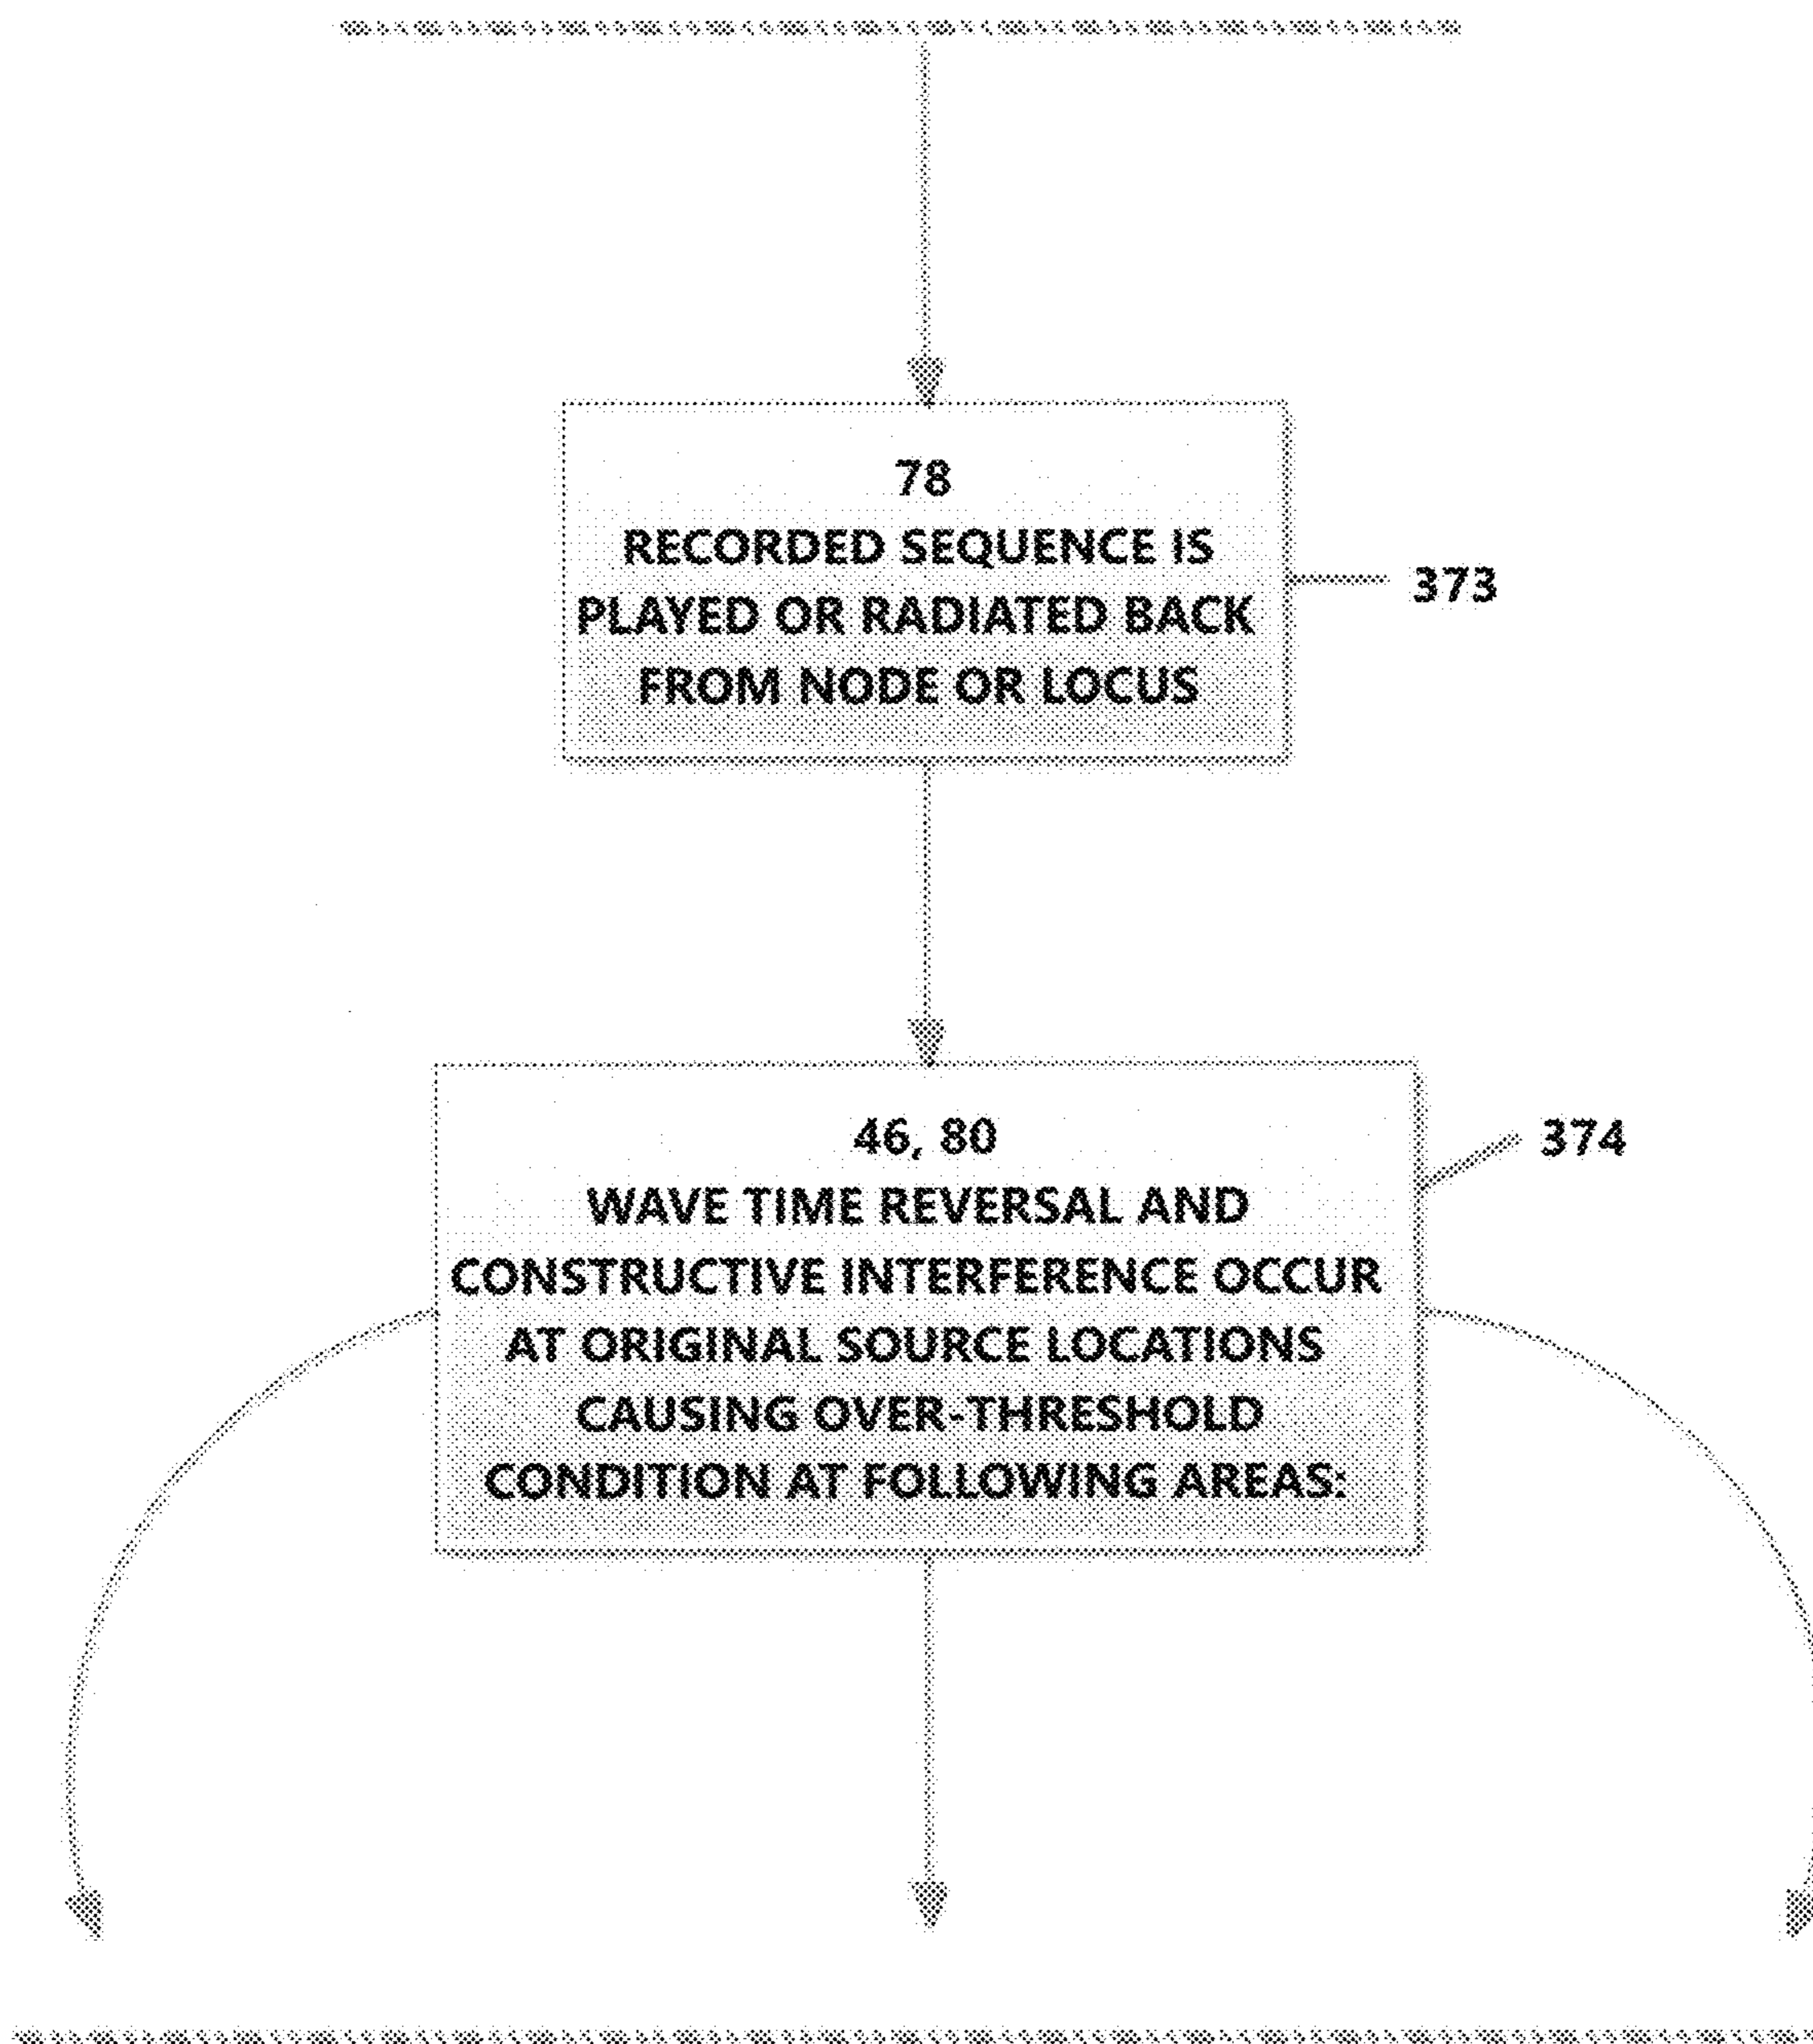 78
RECORDED SEQUENCE IS
PLAYED OR RADIATED BACK
FROM NODE OR LOCUS
373
46, 80
WAVE TIME REVERSAL AND
CONSTRUCTIVE INTERFERENCE OCCUR
AT ORIGINAL SOURCE LOCATIONS
CAUSING OVER-THRESHOLD
CONDITION AT FOLLOWING AREAS:
374